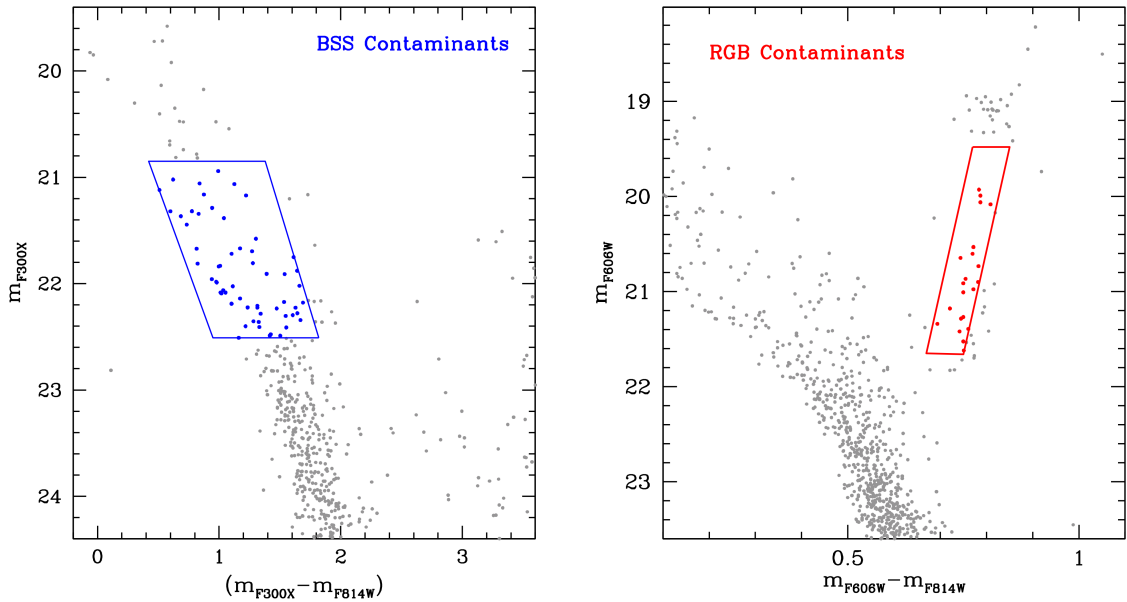 BSS Contaminants
20
21
22
23
24
m_F300X
0
1
2
3
(m_F300X−m_F814W)
RGB Contaminants
19
20
21
22
23
m_F606W
0.5
1
m_F606W−m_F814W